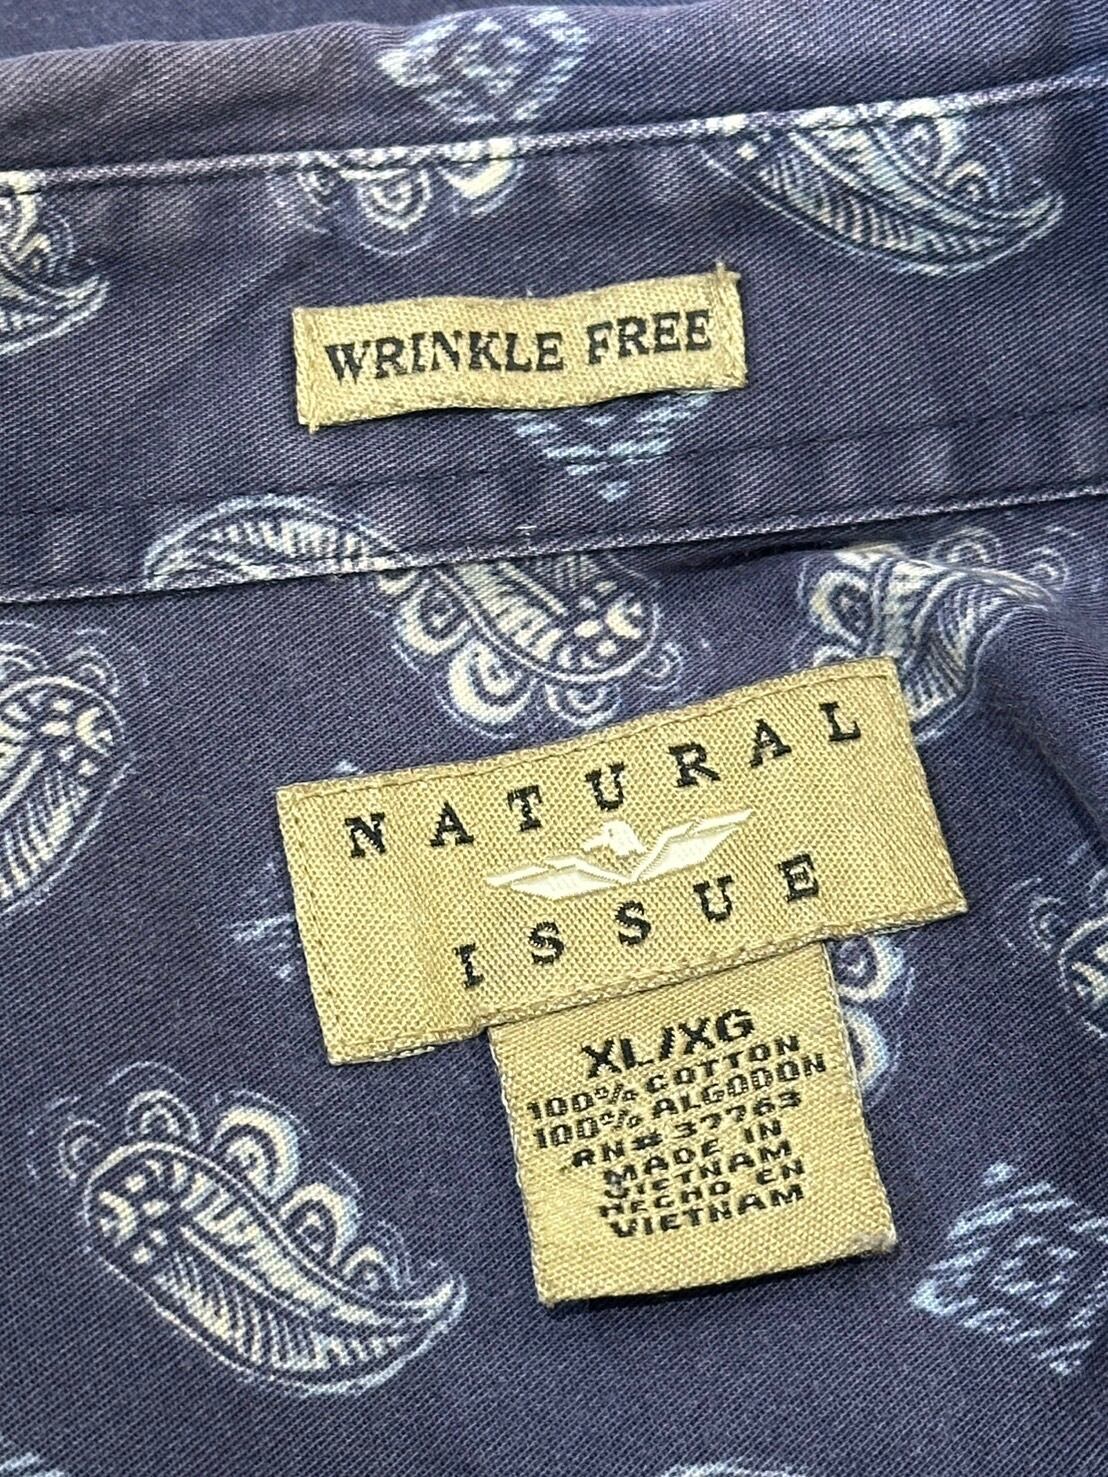 WRINKLE FREE
NATURAL
ISSUE
XL/XG
100% COTTON
100% ALGODON
RN# 37763
MADE IN
VIETNAM
HECHO EN
VIETNAM